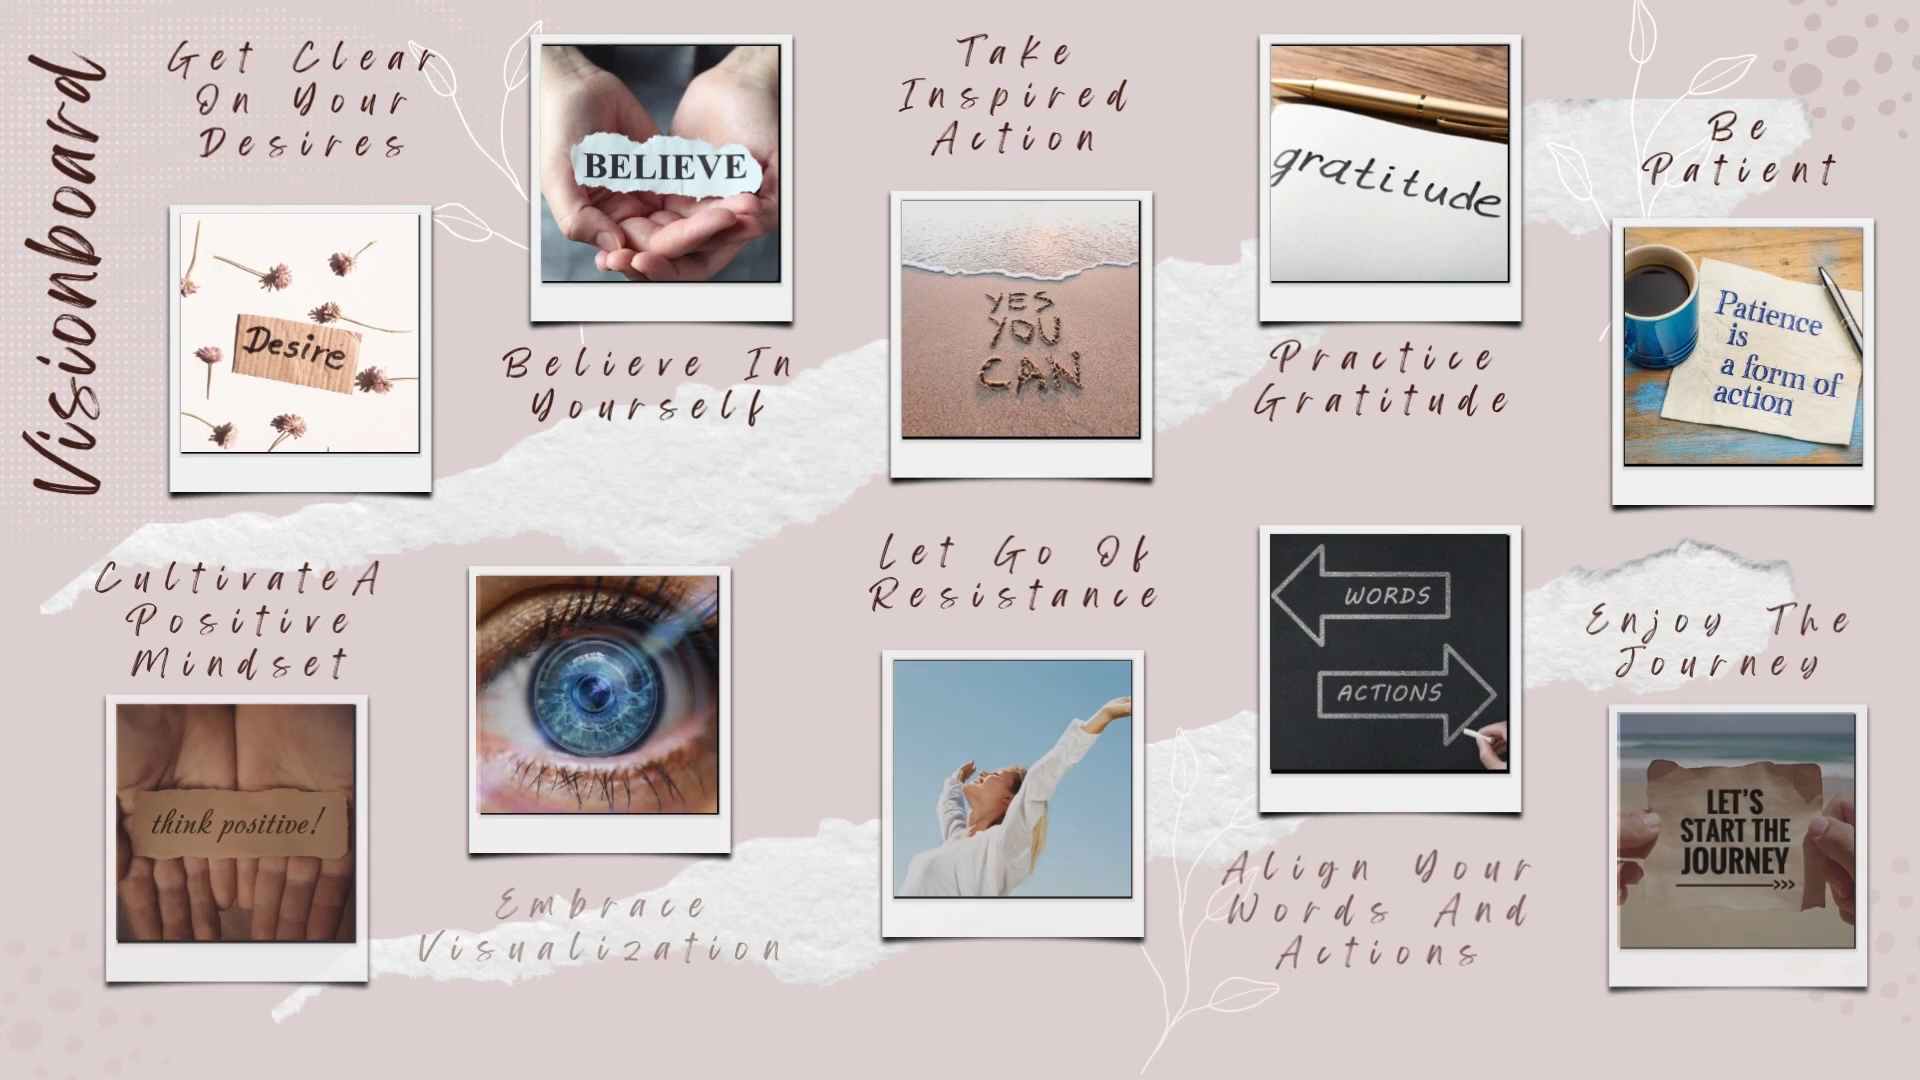 Visionboard
Get Clear
On Your
Desires
Desire
BELIEVE
Believe In
Yourself
Take
Inspired
Action
YES
YOU
CAN
gratitude
Practice
Gratitude
Be
Patient
Patience
is
a form of
action
Cultivate A
Positive
Mindset
think positive!
Embrace
Visualization
Let Go Of
Resistance
WORDS
ACTIONS
Align Your
Words And
Actions
Enjoy The
Journey
LET'S
START THE
JOURNEY